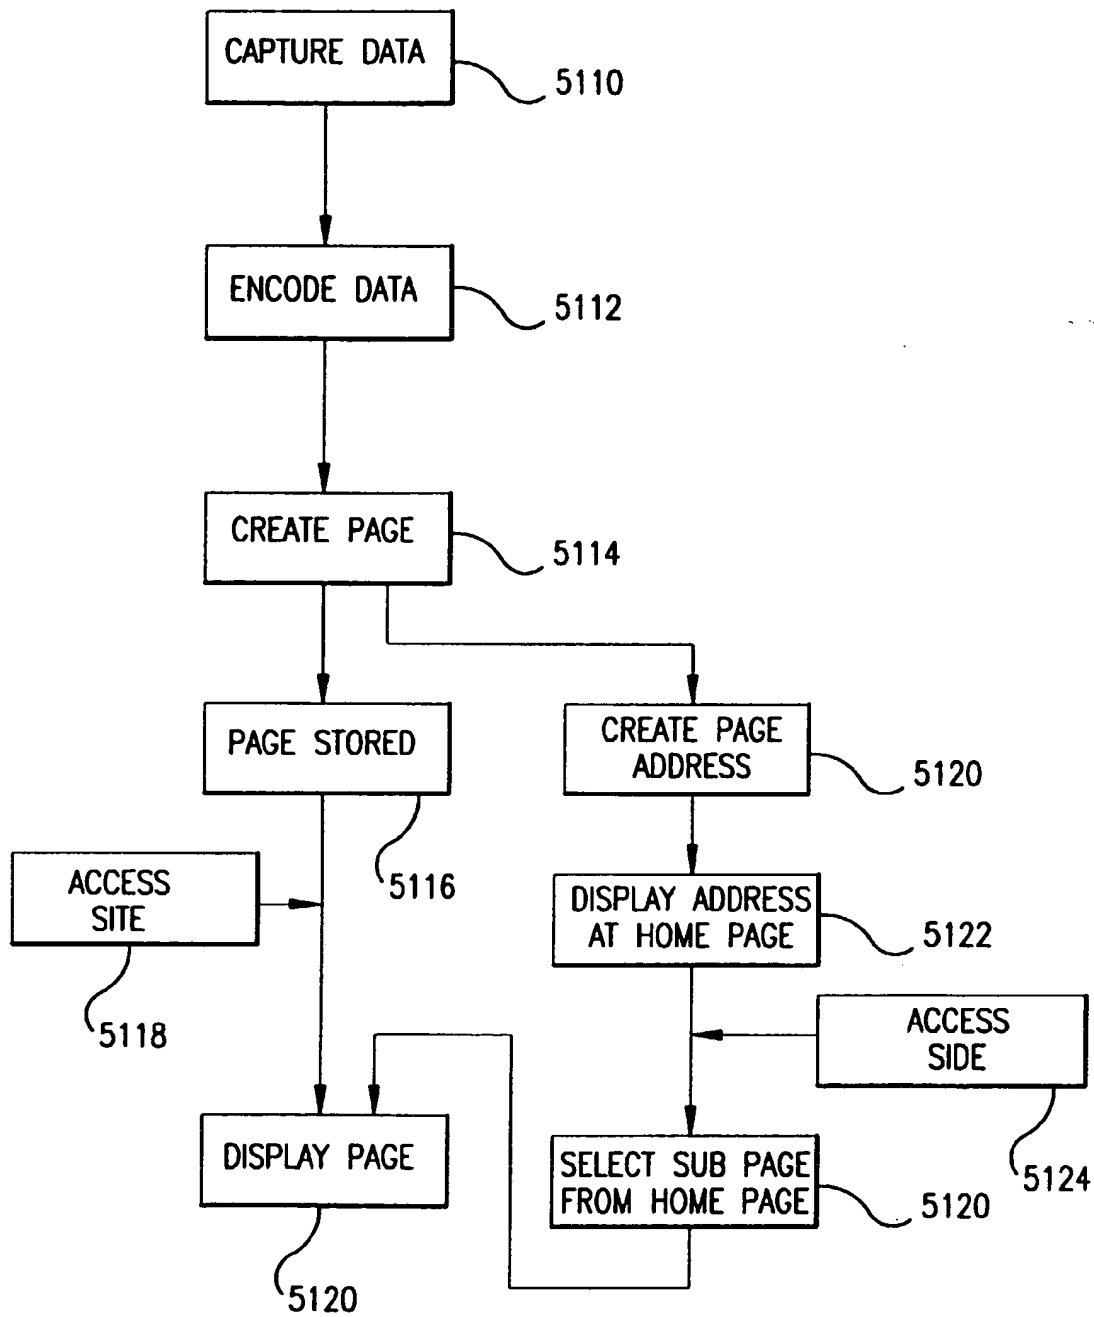 CAPTURE DATA
5110
ENCODE DATA
5112
CREATE PAGE
5114
PAGE STORED
5116
CREATE PAGE
ADDRESS
5120
ACCESS
SITE
5118
DISPLAY ADDRESS
AT HOME PAGE
5122
ACCESS
SIDE
5124
DISPLAY PAGE
5120
SELECT SUB PAGE
FROM HOME PAGE
5120